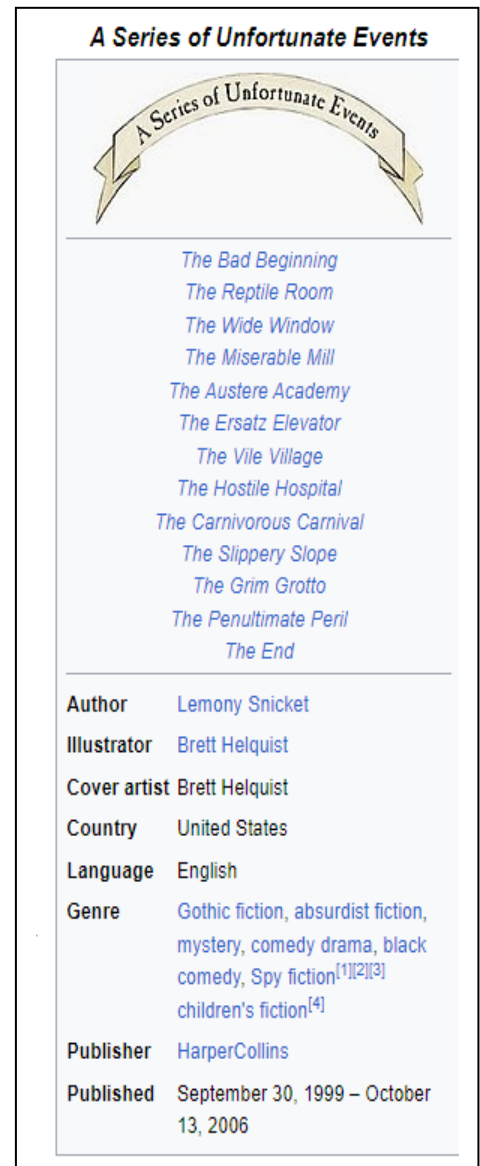 A Series of Unfortunate Events
A Series of Unfortunate Events
The Bad Beginning
The Reptile Room
The Wide Window
The Miserable Mill
The Austere Academy
The Ersatz Elevator
The Vile Village
The Hostile Hospital
The Carnivorous Carnival
The Slippery Slope
The Grim Grotto
The Penultimate Peril
The End
Author Lemony Snicket
Illustrator Brett Helquist
Cover artist Brett Helquist
Country United States
Language English
Genre Gothic fiction, absurdist fiction,
mystery, comedy drama, black
comedy, Spy fiction[1][2][3]
children's fiction[4]
Publisher HarperCollins
Published September 30, 1999 – October
13, 2006